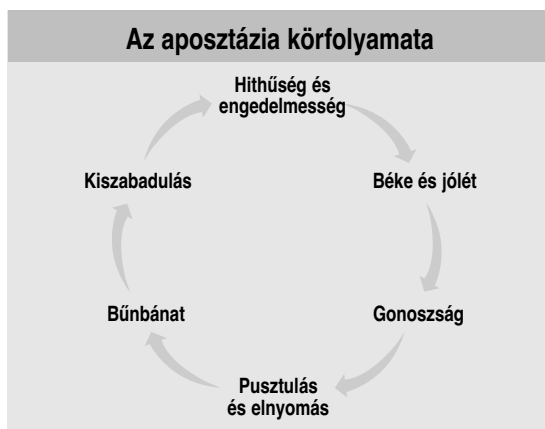 Az aposztázia körfolyamata
Hithűség és
engedelmesség
Béke és jólét
Gonoszság
Pusztulás
és elnyomás
Bűnbánat
Kiszabadulás